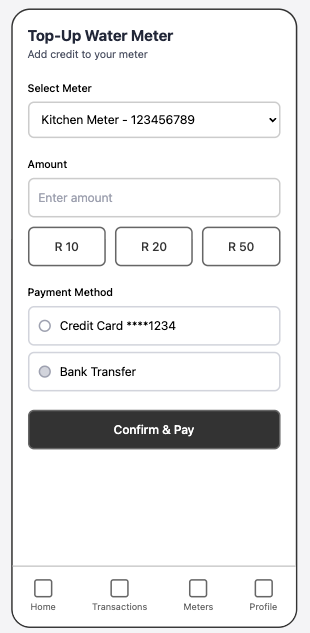 Top-Up Water Meter
Add credit to your meter
Select Meter
Kitchen Meter - 123456789
Amount
Enter amount
R 10 R 20 R 50
Payment Method
Credit Card ****1234
Bank Transfer
Confirm & Pay
Home Transactions Meters Profile